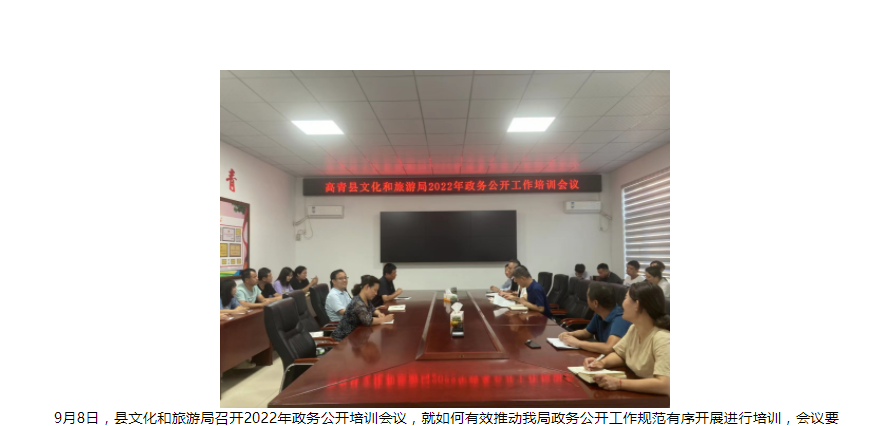 青
高青县文化和旅游局2022年政务公开工作培训会议
9月8日，县文化和旅游局召开2022年政务公开培训会议，就如何有效推动我局政务公开工作规范有序开展进行培训，会议要